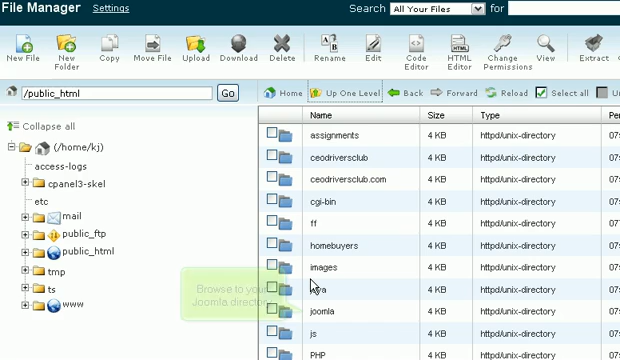 File Manager Settings Search All Your Files for
New File New Folder Copy Move File Upload Download Delete Rename Edit Code Editor HTML Editor Change Permissions View Extract
/public_html Go Home Up One Level Back Forward Reload Select all
Collapse all
Name Size Type
(/home/kj)
access-logs
cpanel3-skel
etc
mail
public_ftp
public_html
tmp
ts
www
assignments 4 KB httpd/unix-directory
ceodriversclub 4 KB httpd/unix-directory
ceodriversclub.com 4 KB httpd/unix-directory
cgi-bin 4 KB httpd/unix-directory
ff 4 KB httpd/unix-directory
homebuyers 4 KB httpd/unix-directory
images 4 KB httpd/unix-directory
4 KB httpd/unix-directory
joomla 4 KB httpd/unix-directory
js 4 KB httpd/unix-directory
PHP 4 KB httpd/unix-directory
Browse to your
Joomla directory